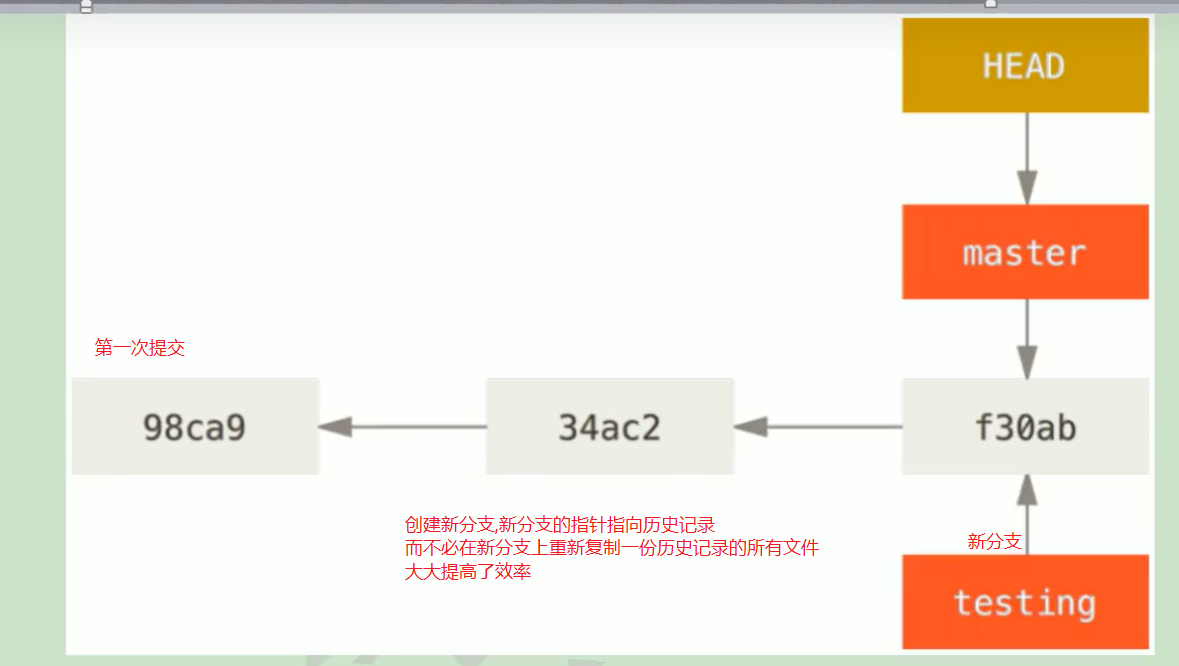 HEAD
master
第一次提交
98ca9
34ac2
f30ab
创建新分支,新分支的指针指向历史记录
而不必在新分支上重新复制一份历史记录的所有文件
大大提高了效率
新分支
testing